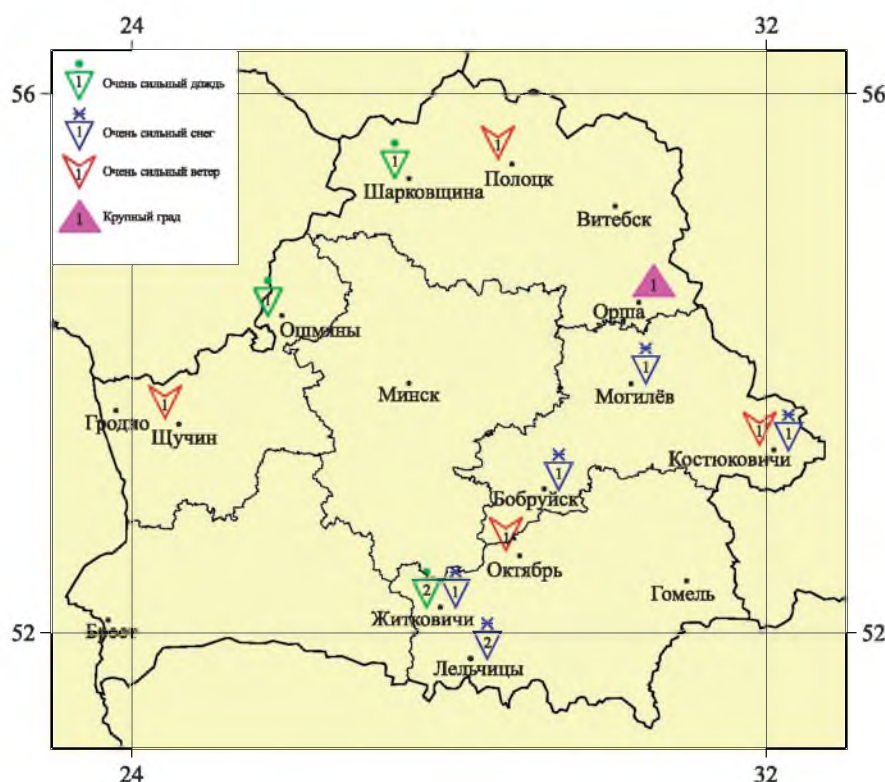 24 32
56 56
1 Очень сильный дождь
1 Очень сильный снег
1 Очень сильный ветер
1 Крупный град
1 1
Шарковщина Полоцк
Витебск
1
1
Орша
Ошмяны
1
Минск
Могилёв
1
Гродно
Щучин
1 1
Костюковичи
1
Бобруйск
1
Октябрь
2 1
Гомель
Житковичи
Брест
52 52
2
Лельчицы
24 32